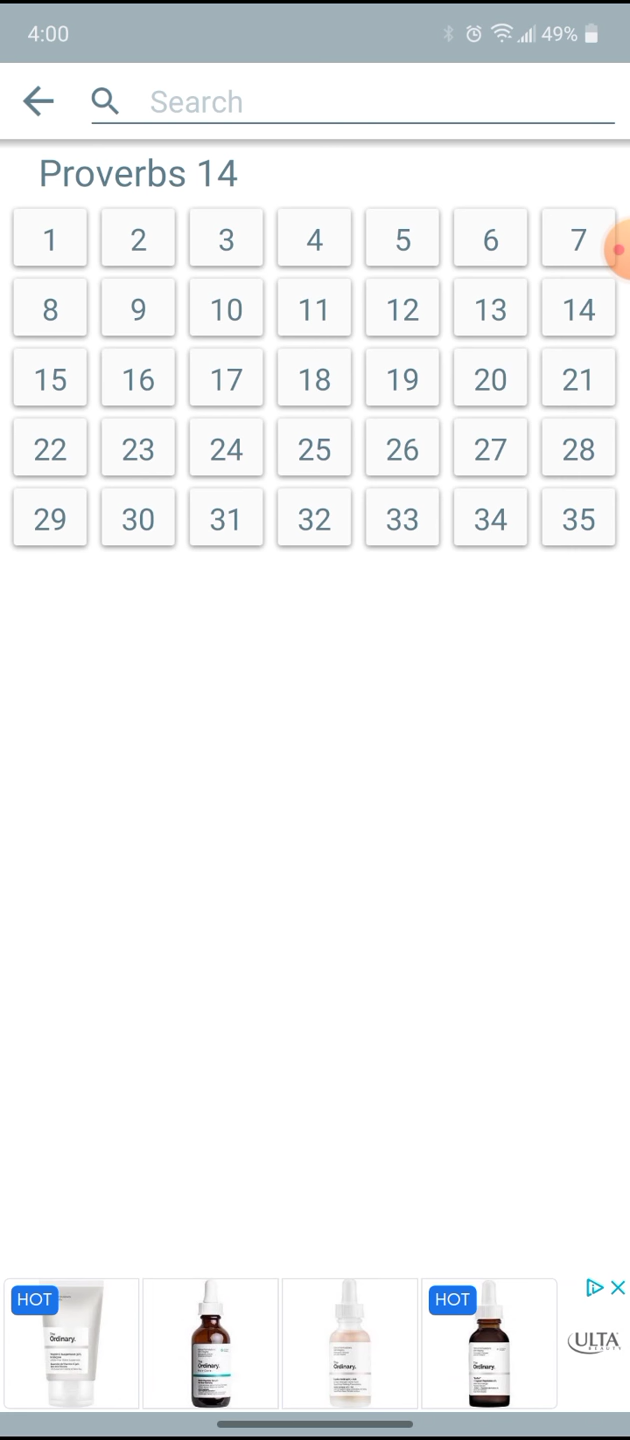 4:00 49%
Search
Proverbs 14
1 2 3 4 5 6 7
8 9 10 11 12 13 14
15 16 17 18 19 20 21
22 23 24 25 26 27 28
29 30 31 32 33 34 35
HOT HOT
The Ordinary. The Ordinary. The Ordinary. The Ordinary.
ULTA
BEAUTY